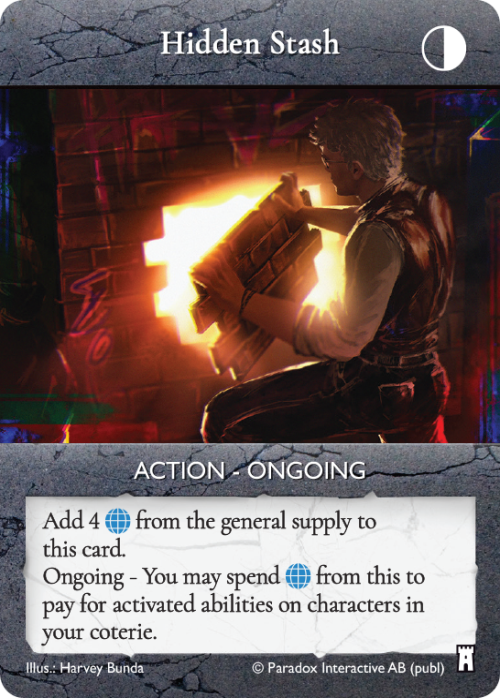 Hidden Stash
ACTION - ONGOING
Add 4 from the general supply to
this card.
Ongoing - You may spend from this to
pay for activated abilities on characters in
your coterie.
Illus.: Harvey Bunda © Paradox Interactive AB (publ)